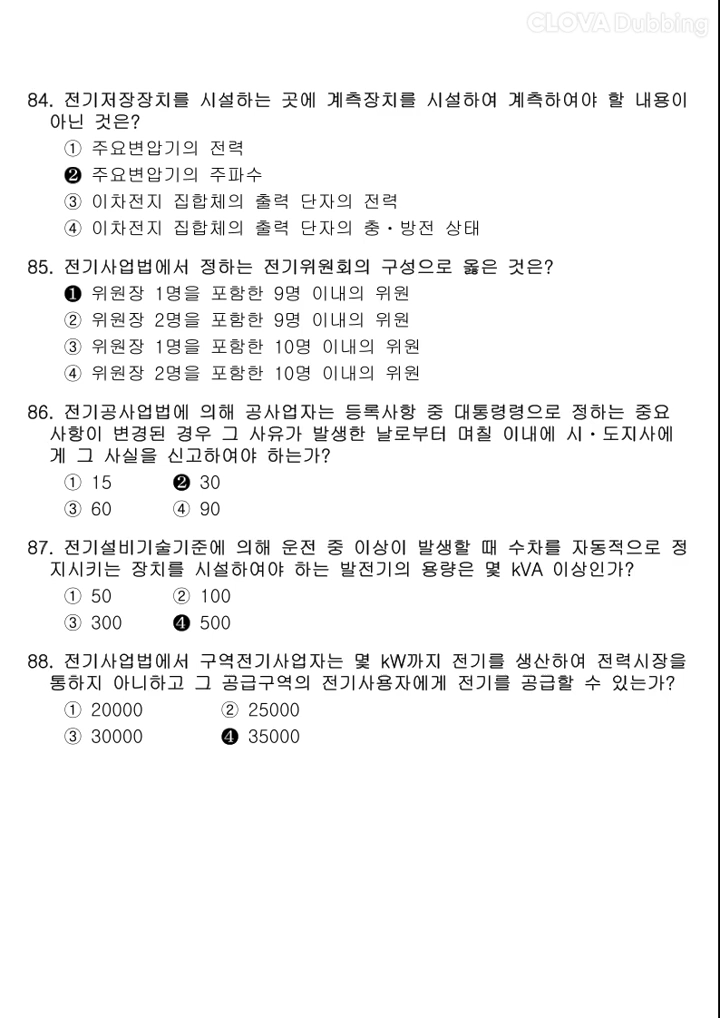 CLOVA Dubbing
84. 전기저장장치를 시설하는 곳에 계측장치를 시설하여 계측하여야 할 내용이
아닌 것은?
① 주요변압기의 전력
❷ 주요변압기의 주파수
③ 이차전지 집합체의 출력 단자의 전력
④ 이차전지 집합체의 출력 단자의 충·방전 상태
85. 전기사업법에서 정하는 전기위원회의 구성으로 옳은 것은?
❶ 위원장 1명을 포함한 9명 이내의 위원
② 위원장 2명을 포함한 9명 이내의 위원
③ 위원장 1명을 포함한 10명 이내의 위원
④ 위원장 2명을 포함한 10명 이내의 위원
86. 전기공사업법에 의해 공사업자는 등록사항 중 대통령령으로 정하는 중요
사항이 변경된 경우 그 사유가 발생한 날로부터 며칠 이내에 시·도지사에
게 그 사실을 신고하여야 하는가?
① 15 ❷ 30
③ 60 ④ 90
87. 전기설비기술기준에 의해 운전 중 이상이 발생할 때 수차를 자동적으로 정
지시키는 장치를 시설하여야 하는 발전기의 용량은 몇 kVA 이상인가?
① 50 ② 100
③ 300 ❹ 500
88. 전기사업법에서 구역전기사업자는 몇 kW까지 전기를 생산하여 전력시장을
통하지 아니하고 그 공급구역의 전기사용자에게 전기를 공급할 수 있는가?
① 20000 ② 25000
③ 30000 ❹ 35000